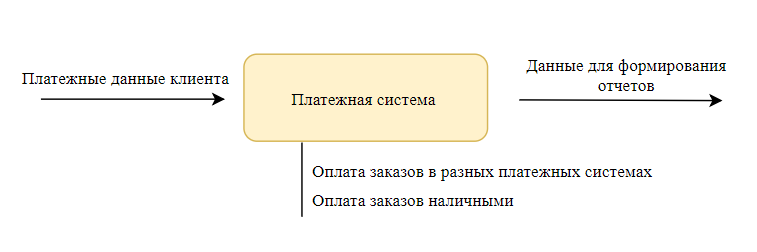 Платежные данные клиента
Платежная система
Данные для формирования
отчетов
Оплата заказов в разных платежных системах
Оплата заказов наличными